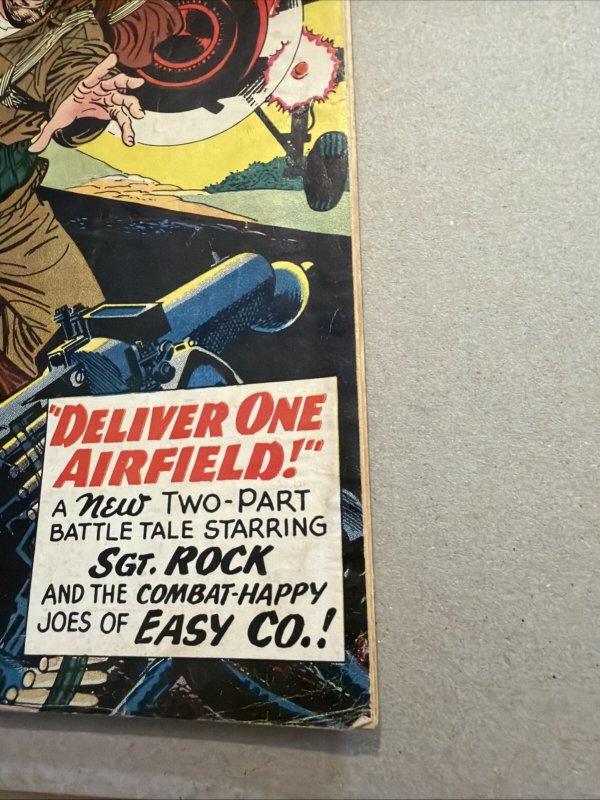 "DELIVER ONE
AIRFIELD!"
A new TWO-PART
BATTLE TALE STARRING
SGT. ROCK
AND THE COMBAT-HAPPY
JOES OF EASY CO.!